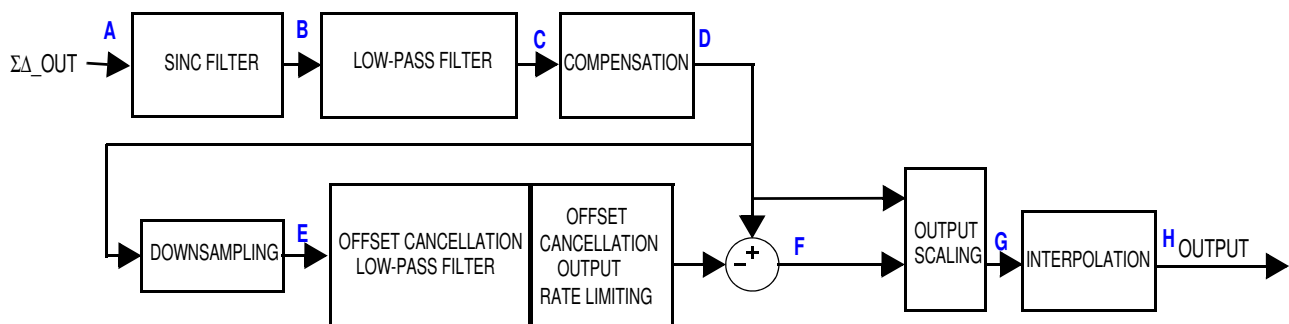 A
B
C
D
ΣΔ_OUT
SINC FILTER
LOW-PASS FILTER
COMPENSATION
DOWNSAMPLING
E
OFFSET CANCELLATION
LOW-PASS FILTER
OFFSET
CANCELLATION
OUTPUT
RATE LIMITING
− +
F
OUTPUT
SCALING
G
INTERPOLATION
H
OUTPUT